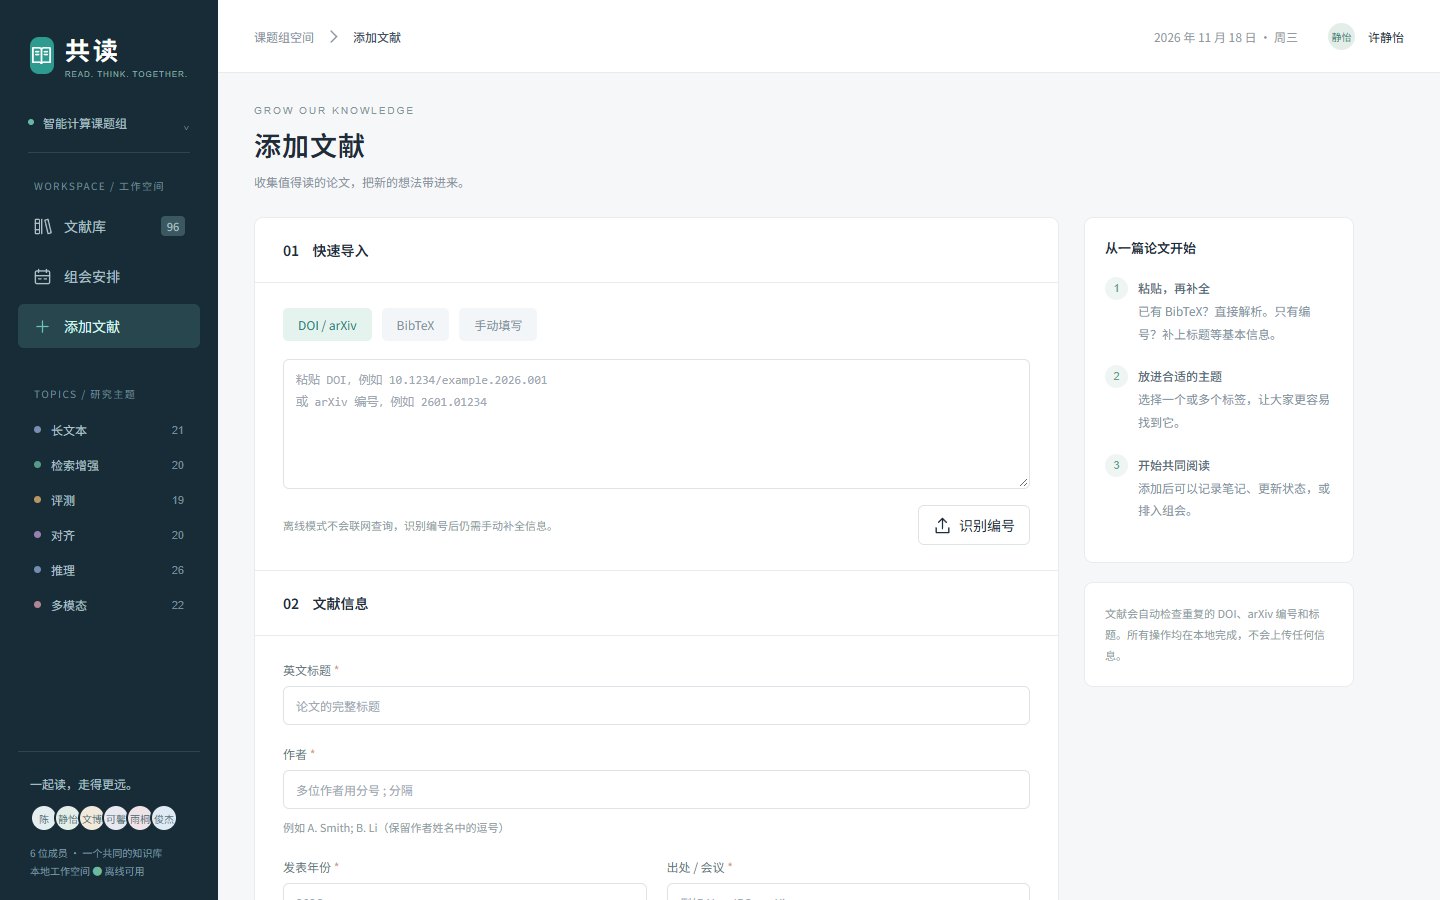 共读
READ. THINK. TOGETHER.
智能计算课题组
WORKSPACE / 工作空间
文献库 96
组会安排
添加文献
TOPICS / 研究主题
长文本 21
检索增强 20
评测 19
对齐 20
推理 26
多模态 22
一起读，走得更远。
陈 静怡 文博 可馨 雨桐 俊杰
6 位成员 · 一个共同的知识库
本地工作空间 离线可用
课题组空间 添加文献
2026 年 11 月 18 日 · 周三 静怡 许静怡
GROW OUR KNOWLEDGE
添加文献
收集值得读的论文，把新的想法带进来。
01 快速导入
DOI / arXiv BibTeX 手动填写
粘贴 DOI，例如 10.1234/example.2026.001
或 arXiv 编号，例如 2601.01234
离线模式不会联网查询，识别编号后仍需手动补全信息。
识别编号
02 文献信息
英文标题 *
论文的完整标题
作者 *
多位作者用分号 ; 分隔
例如 A. Smith; B. Li（保留作者姓名中的逗号）
发表年份 * 出处 / 会议 *
从一篇论文开始
1 粘贴，再补全
已有 BibTeX？直接解析。只有编
号？补上标题等基本信息。
2 放进合适的主题
选择一个或多个标签，让大家更容易
找到它。
3 开始共同阅读
添加后可以记录笔记、更新状态，或
排入组会。
文献会自动检查重复的 DOI、arXiv 编号和标
题。所有操作均在本地完成，不会上传任何信
息。